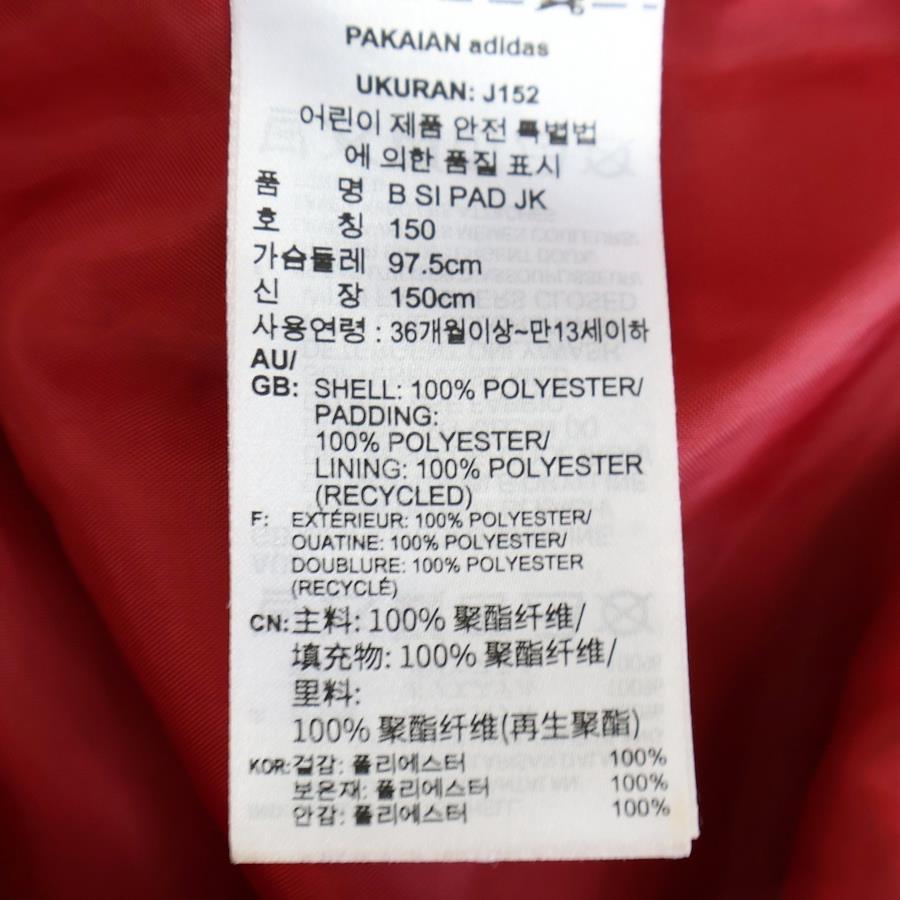 PAKAIAN adidas
UKURAN: J152
어린이 제품 안전 특별법
에 의한 품질 표시
품 명 B SI PAD JK
호 칭 150
가슴둘레 97.5cm
신 장 150cm
사용연령 : 36개월이상~만13세이하
AU/
GB: SHELL: 100% POLYESTER/
PADDING:
100% POLYESTER/
LINING: 100% POLYESTER
(RECYCLED)
F: EXTÉRIEUR: 100% POLYESTER/
OUATINE: 100% POLYESTER/
DOUBLURE: 100% POLYESTER
(RECYCLÉ)
CN: 主料: 100% 聚酯纤维/
填充物: 100% 聚酯纤维/
里料:
100% 聚酯纤维(再生聚酯)
KOR: 겉감: 폴리에스터 100%
보온재: 폴리에스터 100%
안감: 폴리에스터 100%